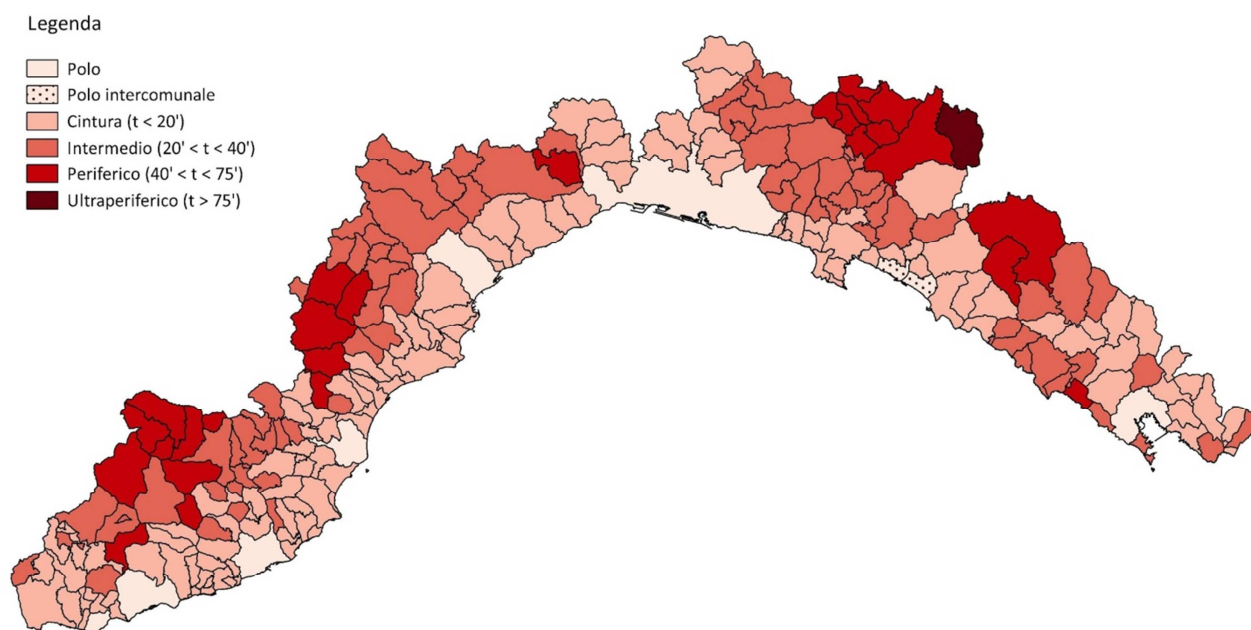 Legenda
Polo
Polo intercomunale
Cintura (t < 20')
Intermedio (20' < t < 40')
Periferico (40' < t < 75')
Ultraperiferico (t > 75')